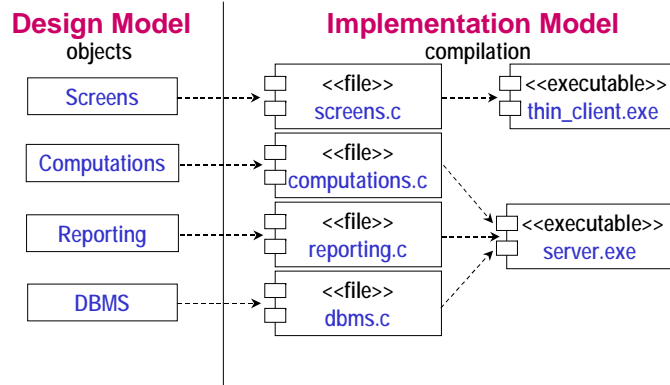 Design Model
Implementation Model
objects
compilation
Screens
<<file>>
screens.c
<<executable>>
thin_client.exe
Computations
<<file>>
computations.c
Reporting
<<file>>
reporting.c
<<executable>>
server.exe
DBMS
<<file>>
dbms.c